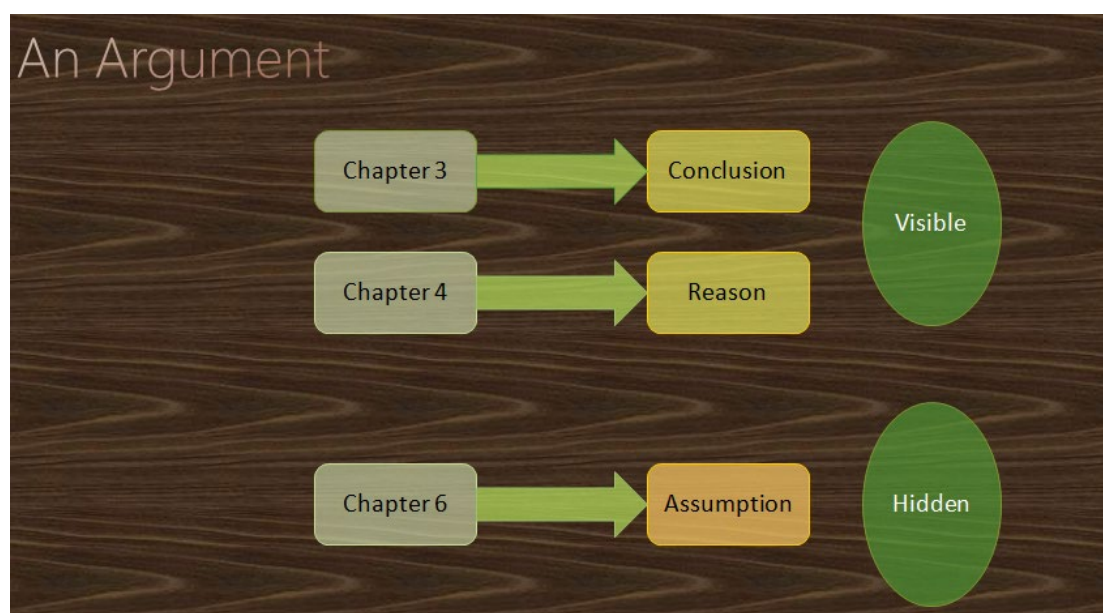 An Argument
Chapter 3
Conclusion
Visible
Chapter 4
Reason
Chapter 6
Assumption
Hidden